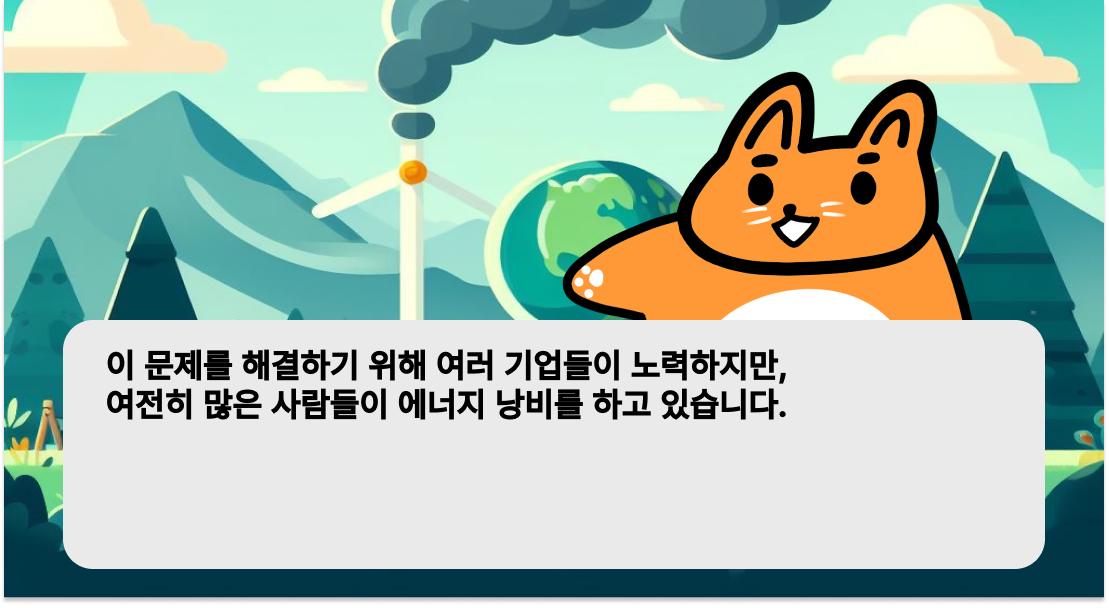 이 문제를 해결하기 위해 여러 기업들이 노력하지만,
여전히 많은 사람들이 에너지 낭비를 하고 있습니다.